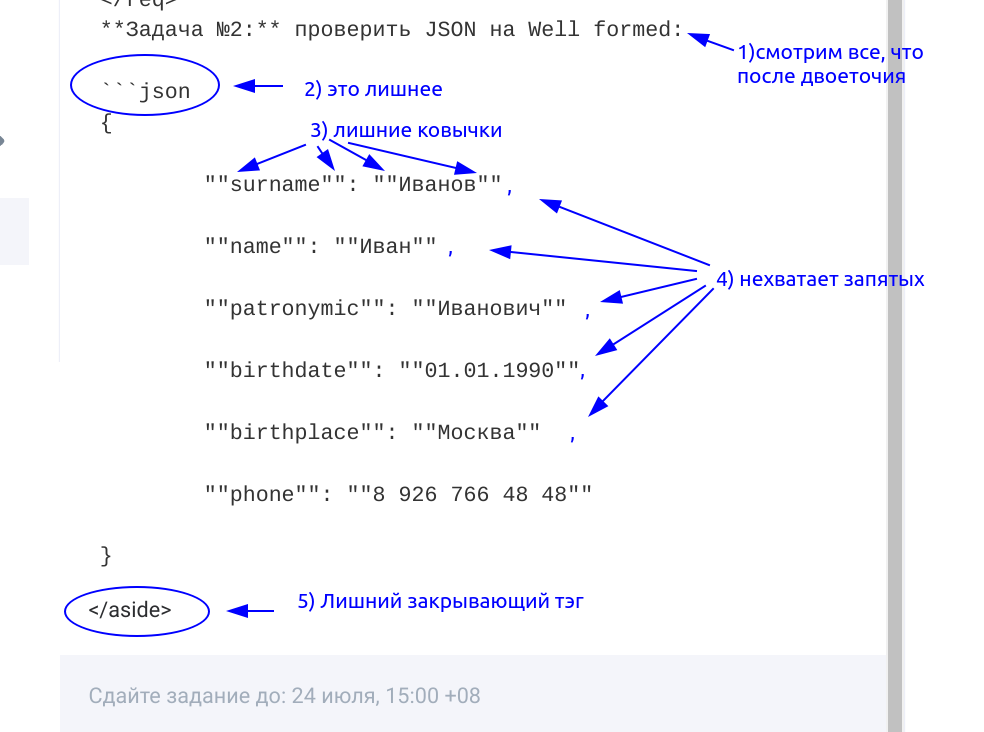 </req>
**Задача №2:** проверить JSON на Well formed:
1)смотрим все, что
после двоеточия
```json
2) это лишнее
{
3) лишние ковычки
""surname"": ""Иванов"",
""name"": ""Иван"" ,
4) нехватает запятых
""patronymic"": ""Иванович"" ,
""birthdate"": ""01.01.1990"",
""birthplace"": ""Москва"" ,
""phone"": ""8 926 766 48 48""
}
</aside>
5) Лишний закрывающий тэг
Сдайте задание до: 24 июля, 15:00 +08